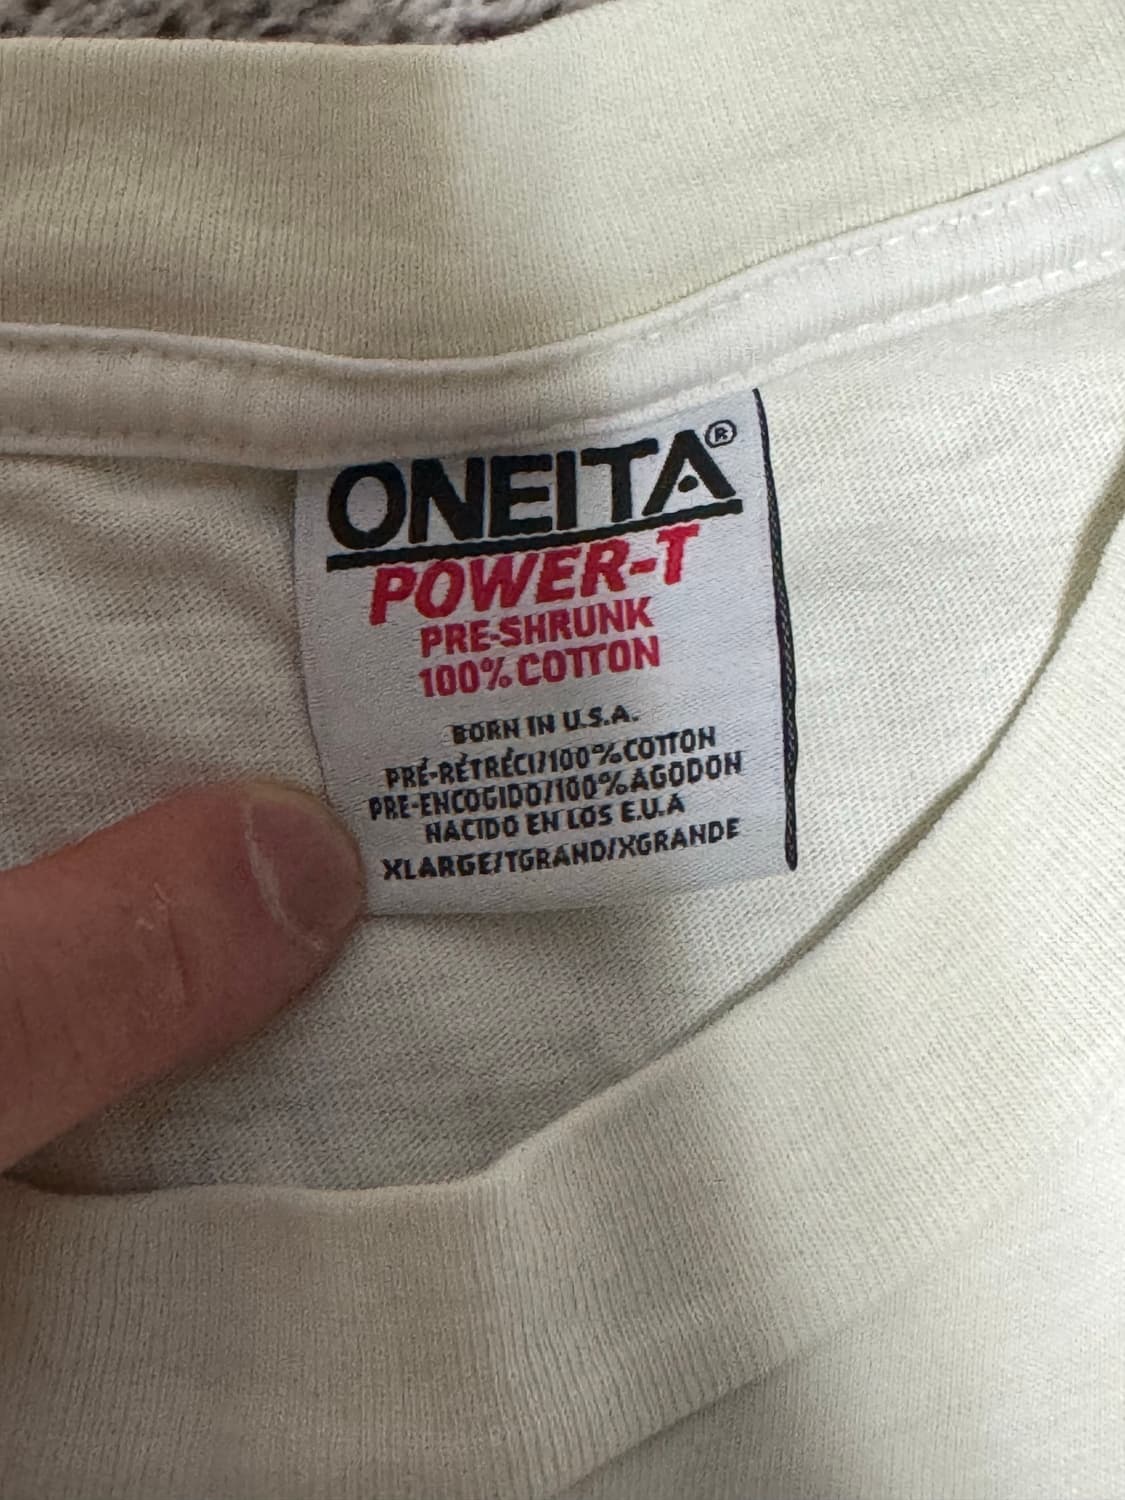 ONEITA®
POWER-T
PRE-SHRUNK
100% COTTON
BORN IN U.S.A.
PRÉ-RÉTRÉCI/100% COTTON
PRE-ENCOGIDO/100% AGODON
NACIDO EN LOS E.U.A
XLARGE/TGRAND/XGRANDE